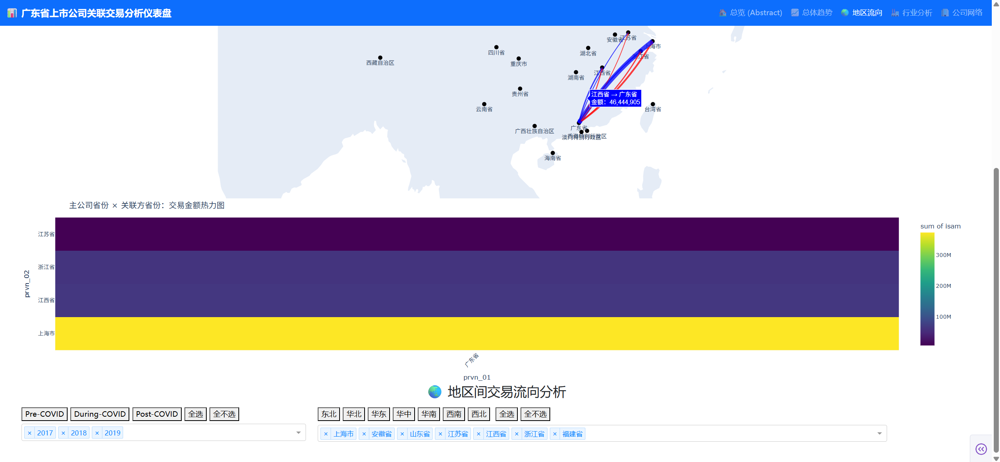 广东省上市公司关联交易分析仪表盘
总览 (Abstract) 总体趋势 地区流向 行业分析 公司网络
安徽省 江苏省
上海市
四川省 湖北省 浙江省
西藏自治区 重庆市
江西省
湖南省
贵州省
江西省 → 广东省
金额：46,444,905
云南省 台湾省
广东省
广西壮族自治区
香港特别行政区
澳门特别行政区
海南省
主公司省份 × 关联方省份：交易金额热力图
sum of isam
江苏省
300M
浙江省
prvn_02
200M
江西省
100M
上海市
广东省
prvn_01
地区间交易流向分析
Pre-COVID During-COVID Post-COVID 全选 全不选
东北 华北 华东 华中 华南 西南 西北 全选 全不选
× 2017 × 2018 × 2019
× 上海市 × 安徽省 × 山东省 × 江苏省 × 江西省 × 浙江省 × 福建省